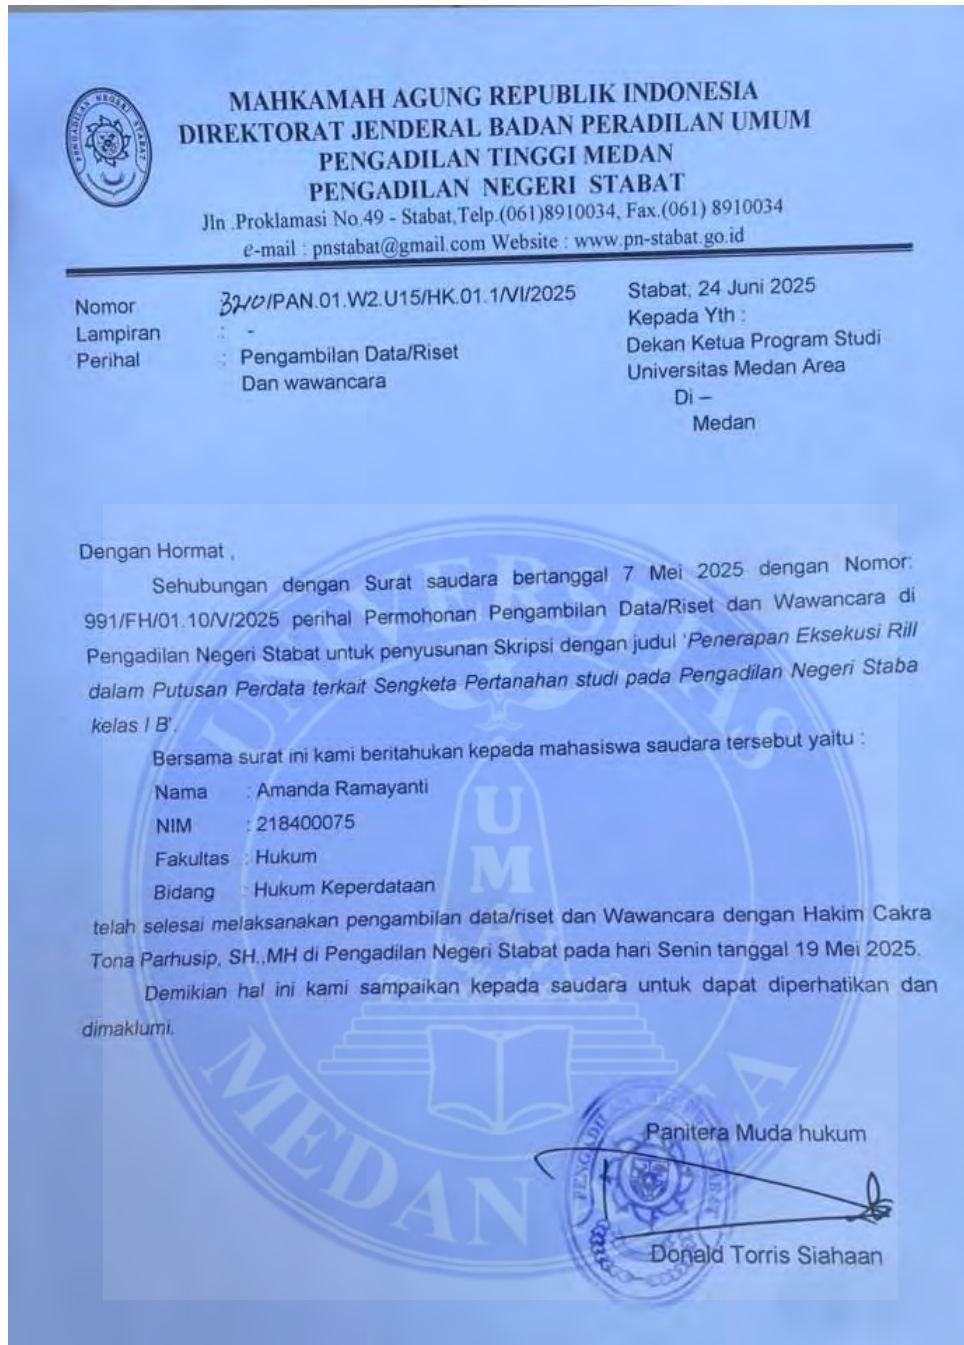 PENGADILAN NEGERI STABAT
MAHKAMAH AGUNG REPUBLIK INDONESIA
DIREKTORAT JENDERAL BADAN PERADILAN UMUM
PENGADILAN TINGGI MEDAN
PENGADILAN NEGERI STABAT
Jln .Proklamasi No.49 - Stabat,Telp.(061)8910034, Fax.(061) 8910034
e-mail : pnstabat@gmail.com Website : www.pn-stabat.go.id
Nomor 3210/PAN.01.W2.U15/HK.01.1/VI/2025
Lampiran : -
Perihal : Pengambilan Data/Riset
Dan wawancara
Stabat, 24 Juni 2025
Kepada Yth :
Dekan Ketua Program Studi
Universitas Medan Area
Di –
Medan
Dengan Hormat ,
Sehubungan dengan Surat saudara bertanggal 7 Mei 2025 dengan Nomor:
991/FH/01.10/V/2025 perihal Permohonan Pengambilan Data/Riset dan Wawancara di
Pengadilan Negeri Stabat untuk penyusunan Skripsi dengan judul 'Penerapan Eksekusi Rill
dalam Putusan Perdata terkait Sengketa Pertanahan studi pada Pengadilan Negeri Staba
kelas I B'.
Bersama surat ini kami beritahukan kepada mahasiswa saudara tersebut yaitu :
Nama : Amanda Ramayanti
NIM : 218400075
Fakultas : Hukum
Bidang : Hukum Keperdataan
telah selesai melaksanakan pengambilan data/riset dan Wawancara dengan Hakim Cakra
Tona Parhusip, SH.,MH di Pengadilan Negeri Stabat pada hari Senin tanggal 19 Mei 2025.
Demikian hal ini kami sampaikan kepada saudara untuk dapat diperhatikan dan
dimaklumi.
Panitera Muda hukum
Donald Torris Siahaan
UNIVERSITAS
MEDAN AREA
UMA